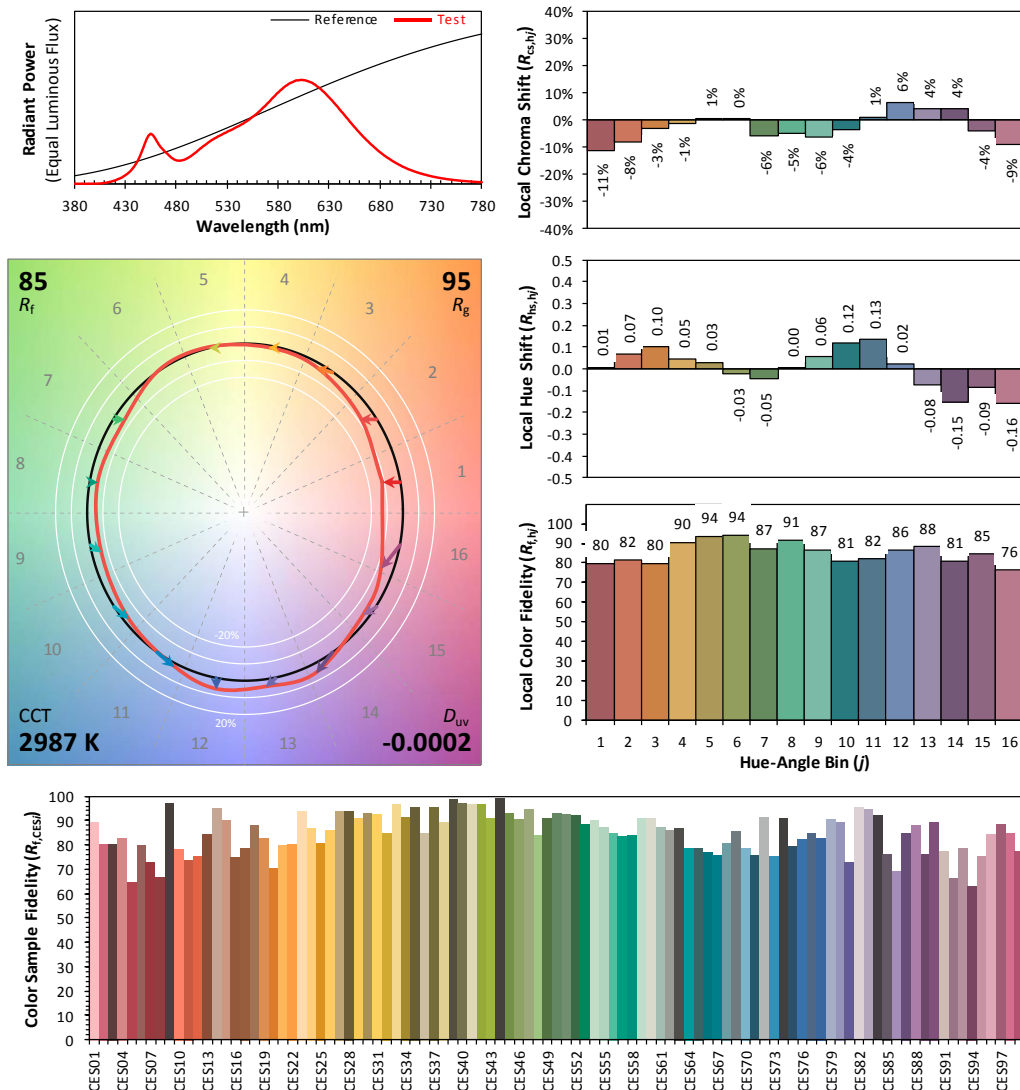 Reference
Test
Radiant Power
(Equal Luminous Flux)
380 430 480 530 580 630 680 730 780
Wavelength (nm)
Local Chroma Shift (Rcs,hj)
40%
30%
20%
10%
0%
-10%
-20%
-30%
-40%
-11% -8% -3% -1% 1% 0% -6% -5% -6% -4% 1% 6% 4% 4% -4% -9%
85
Rf
95
Rg
5 4
6 3
7 2
8 1
9 16
10 15
11 14
12 13
-20%
20%
CCT
2987 K
Duv
-0.0002
Local Hue Shift (Rhs,hj)
0.5
0.4
0.3
0.2
0.1
0.0
-0.1
-0.2
-0.3
-0.4
-0.5
0.01 0.07 0.10 0.05 0.03 -0.03 -0.05 0.00 0.06 0.12 0.13 0.02 -0.08 -0.15 -0.09 -0.16
Local Color Fidelity (Rf,hj)
100
90
80
70
60
50
40
30
20
10
0
80 82 80 90 94 94 87 91 87 81 82 86 88 81 85 76
1 2 3 4 5 6 7 8 9 10 11 12 13 14 15 16
Hue-Angle Bin (j)
Color Sample Fidelity (Rf,CESi)
100
90
80
70
60
50
40
30
20
10
0
CES01 CES04 CES07 CES10 CES13 CES16 CES19 CES22 CES25 CES28 CES31 CES34 CES37 CES40 CES43 CES46 CES49 CES52 CES55 CES58 CES61 CES64 CES67 CES70 CES73 CES76 CES79 CES82 CES85 CES88 CES91 CES94 CES97